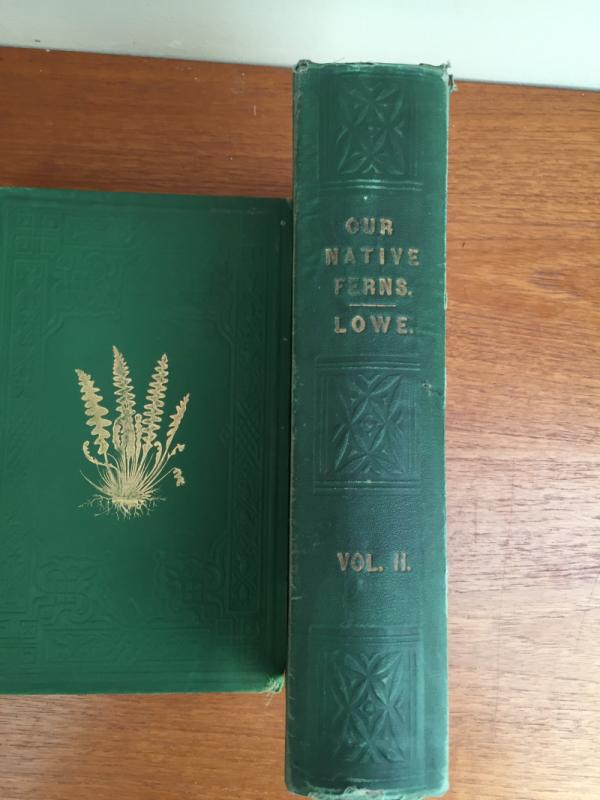 OUR
NATIVE
FERNS.
LOWE.
VOL. II.